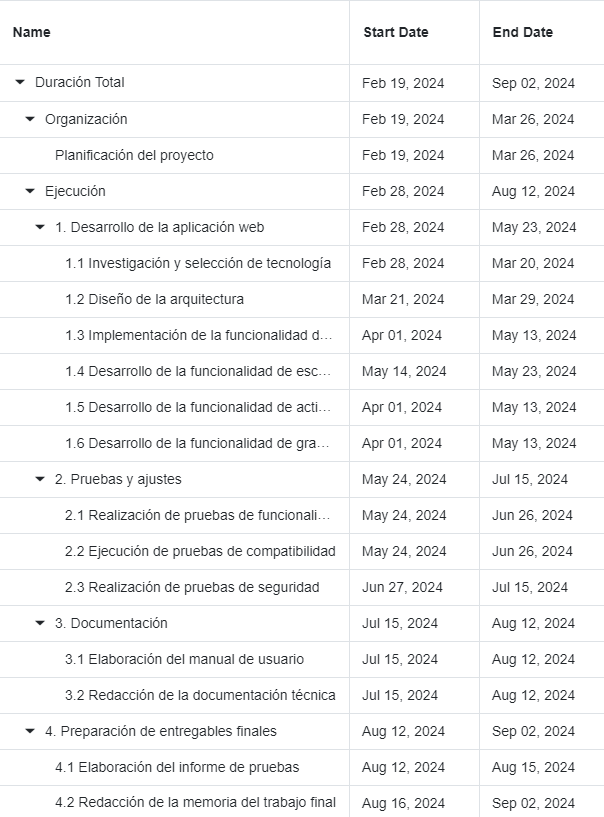 Name Start Date End Date
Duración Total Feb 19, 2024 Sep 02, 2024
Organización Feb 19, 2024 Mar 26, 2024
Planificación del proyecto Feb 19, 2024 Mar 26, 2024
Ejecución Feb 28, 2024 Aug 12, 2024
1. Desarrollo de la aplicación web Feb 28, 2024 May 23, 2024
1.1 Investigación y selección de tecnología Feb 28, 2024 Mar 20, 2024
1.2 Diseño de la arquitectura Mar 21, 2024 Mar 29, 2024
1.3 Implementación de la funcionalidad d... Apr 01, 2024 May 13, 2024
1.4 Desarrollo de la funcionalidad de esc... May 14, 2024 May 23, 2024
1.5 Desarrollo de la funcionalidad de acti... Apr 01, 2024 May 13, 2024
1.6 Desarrollo de la funcionalidad de gra... Apr 01, 2024 May 13, 2024
2. Pruebas y ajustes May 24, 2024 Jul 15, 2024
2.1 Realización de pruebas de funcionali... May 24, 2024 Jun 26, 2024
2.2 Ejecución de pruebas de compatibilidad May 24, 2024 Jun 26, 2024
2.3 Realización de pruebas de seguridad Jun 27, 2024 Jul 15, 2024
3. Documentación Jul 15, 2024 Aug 12, 2024
3.1 Elaboración del manual de usuario Jul 15, 2024 Aug 12, 2024
3.2 Redacción de la documentación técnica Jul 15, 2024 Aug 12, 2024
4. Preparación de entregables finales Aug 12, 2024 Sep 02, 2024
4.1 Elaboración del informe de pruebas Aug 12, 2024 Aug 15, 2024
4.2 Redacción de la memoria del trabajo final Aug 16, 2024 Sep 02, 2024